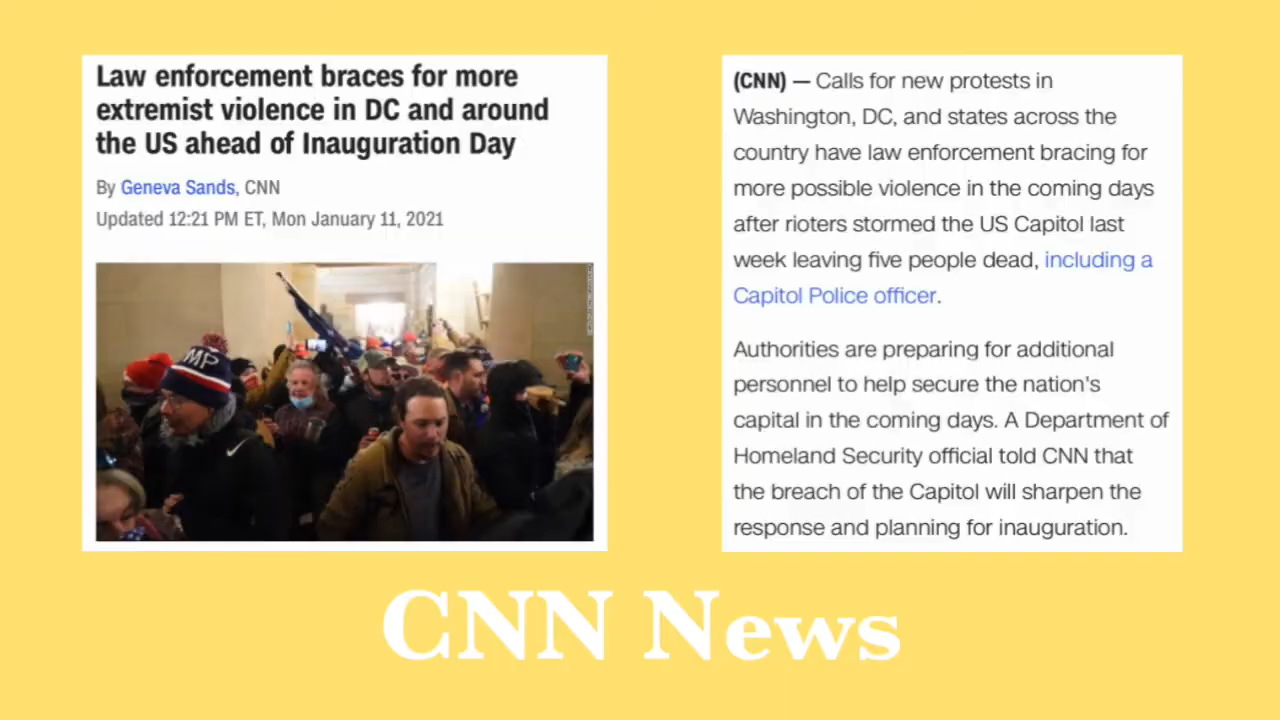 Law enforcement braces for more
extremist violence in DC and around
the US ahead of Inauguration Day
By Geneva Sands, CNN
Updated 12:21 PM ET, Mon January 11, 2021
MP
(CNN) — Calls for new protests in
Washington, DC, and states across the
country have law enforcement bracing for
more possible violence in the coming days
after rioters stormed the US Capitol last
week leaving five people dead, including a
Capitol Police officer.
Authorities are preparing for additional
personnel to help secure the nation's
capital in the coming days. A Department of
Homeland Security official told CNN that
the breach of the Capitol will sharpen the
response and planning for inauguration.
CNN News